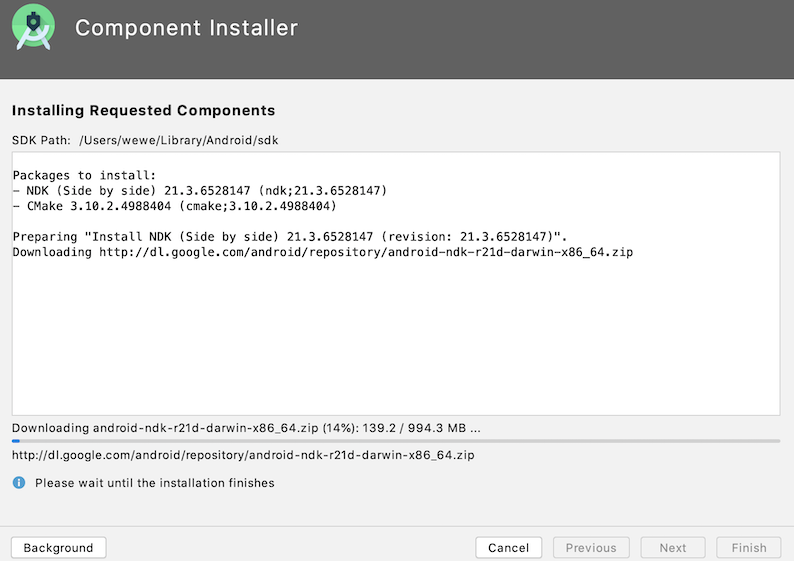 Component Installer
Installing Requested Components
SDK Path: /Users/wewe/Library/Android/sdk
Packages to install:
- NDK (Side by side) 21.3.6528147 (ndk;21.3.6528147)
- CMake 3.10.2.4988404 (cmake;3.10.2.4988404)
Preparing "Install NDK (Side by side) 21.3.6528147 (revision: 21.3.6528147)".
Downloading http://dl.google.com/android/repository/android-ndk-r21d-darwin-x86_64.zip
Downloading android-ndk-r21d-darwin-x86_64.zip (14%): 139.2 / 994.3 MB ...
http://dl.google.com/android/repository/android-ndk-r21d-darwin-x86_64.zip
Please wait until the installation finishes
Background Cancel Previous Next Finish